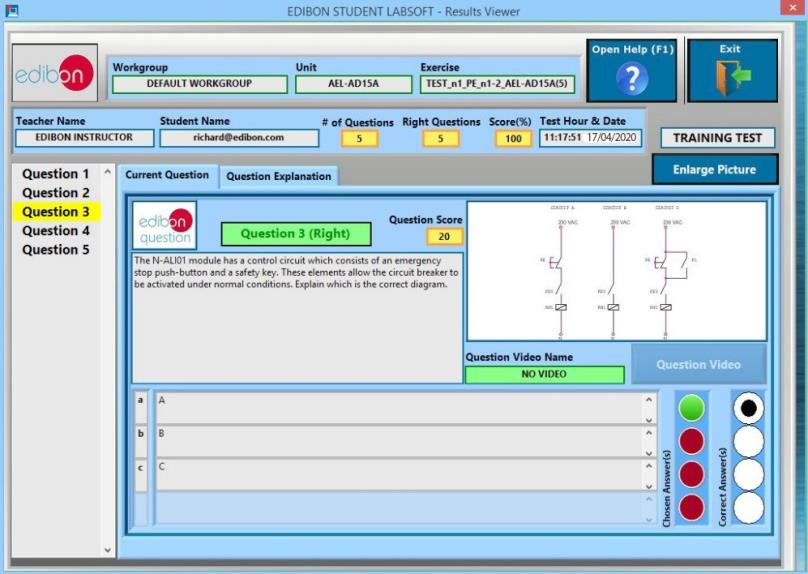 EDIBON STUDENT LABSOFT - Results Viewer
edibon
Workgroup
DEFAULT WORKGROUP
Unit
AEL-AD15A
Exercise
TEST_n1_PE_n1-2_AEL-AD15A(5)
Open Help (F1)
Exit
Teacher Name
EDIBON INSTRUCTOR
Student Name
richard@edibon.com
# of Questions
5
Right Questions
5
Score(%)
100
Test Hour & Date
11:17:51 17/04/2020
TRAINING TEST
Question 1
Question 2
Question 3
Question 4
Question 5
Current Question
Question Explanation
Enlarge Picture
edibon
question
Question 3 (Right)
Question Score
20
The N-ALI01 module has a control circuit which consists of an emergency
stop push-button and a safety key. These elements allow the circuit breaker to
be activated under normal conditions. Explain which is the correct diagram.
CIRCUIT A CIRCUIT B CIRCUIT C
230 VAC 230 VAC 230 VAC
Question Video Name
NO VIDEO
Question Video
a A
b B
c C
Chosen Answer(s)
Correct Answer(s)